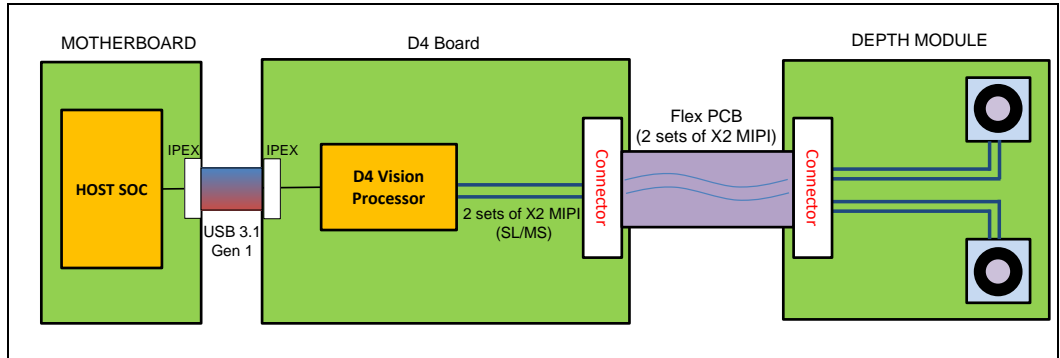 MOTHERBOARD
D4 Board
DEPTH MODULE
HOST SOC
IPEX
IPEX
USB 3.1
Gen 1
D4 Vision
Processor
2 sets of X2 MIPI
(SL/MS)
Connector
Flex PCB
(2 sets of X2 MIPI)
Connector